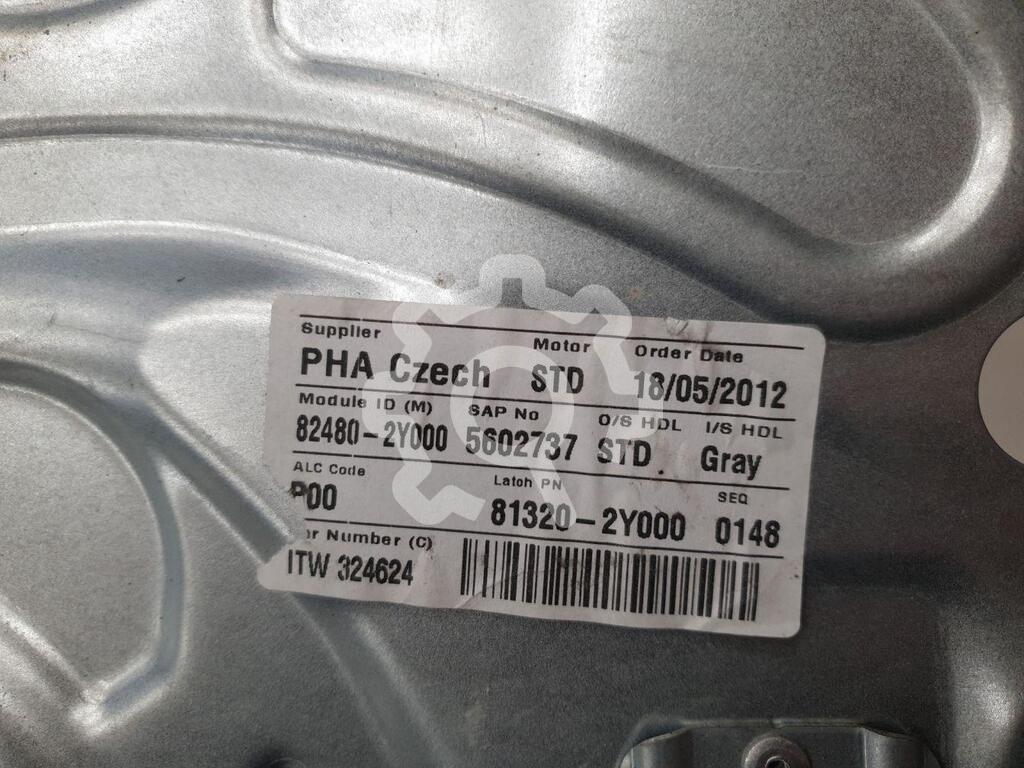 Supplier Motor Order Date
PHA Czech STD 18/05/2012
Module ID (M) SAP No O/S HDL I/S HDL
82480-2Y000 5602737 STD. Gray
ALC Code Latch PN SEQ
P00 81320-2Y000 0148
Number (C)
ITW 324624